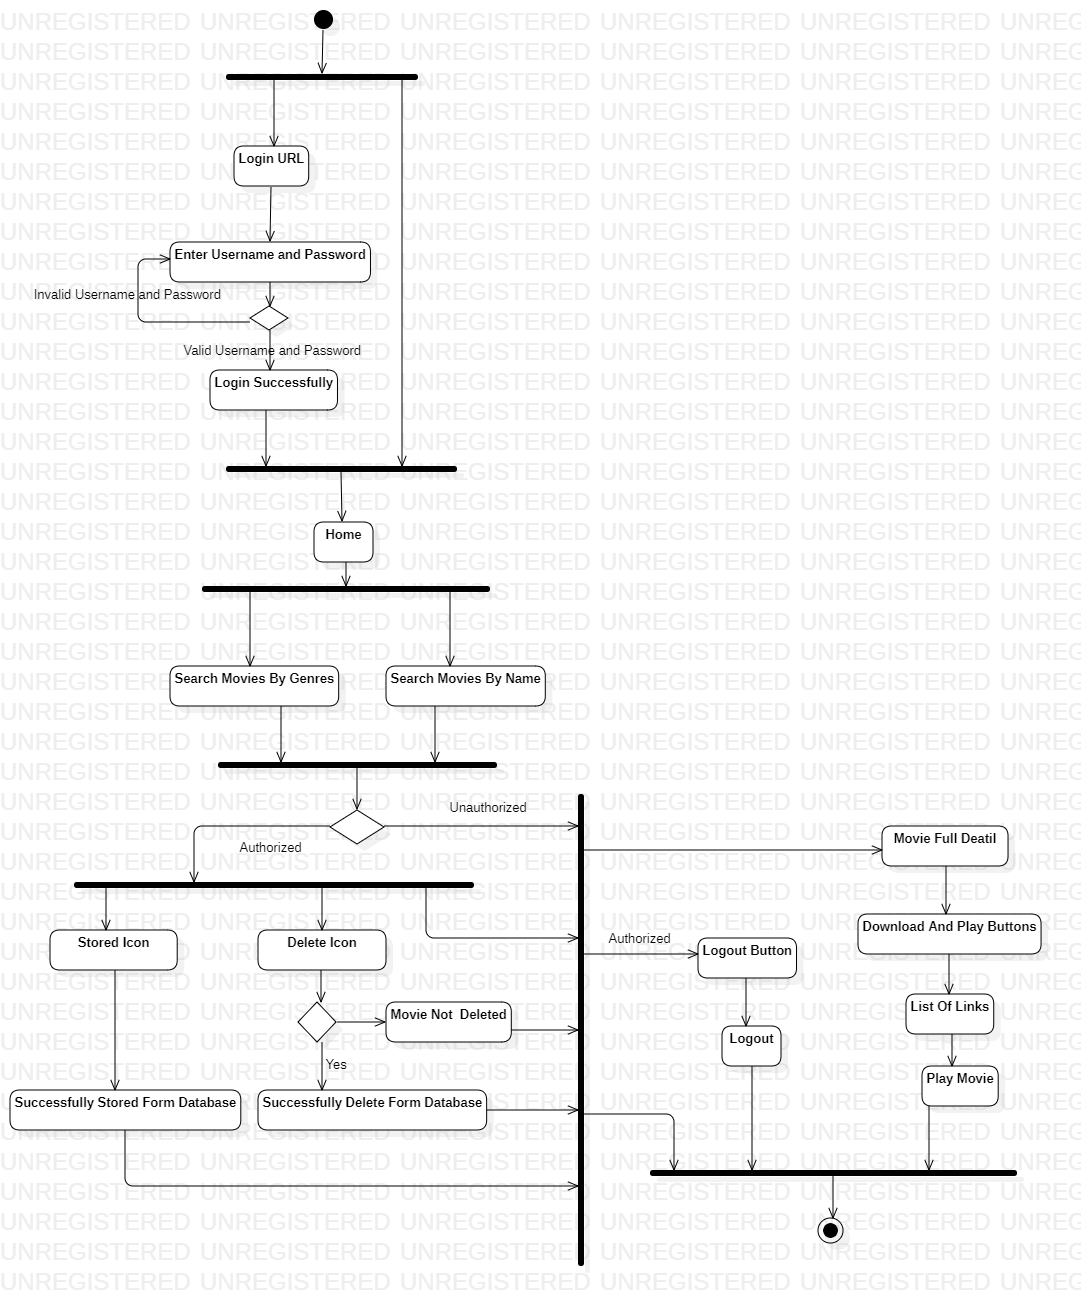 Login URL
Enter Username and Password
Invalid Username and Password
Valid Username and Password
Login Successfully
Home
Search Movies By Genres
Search Movies By Name
Unauthorized
Authorized
Movie Full Deatil
Stored Icon
Delete Icon
Authorized
Logout Button
Download And Play Buttons
Movie Not  Deleted
List Of Links
Logout
Yes
Play Movie
Successfully Stored Form Database
Successfully Delete Form Database
UNREGISTERED